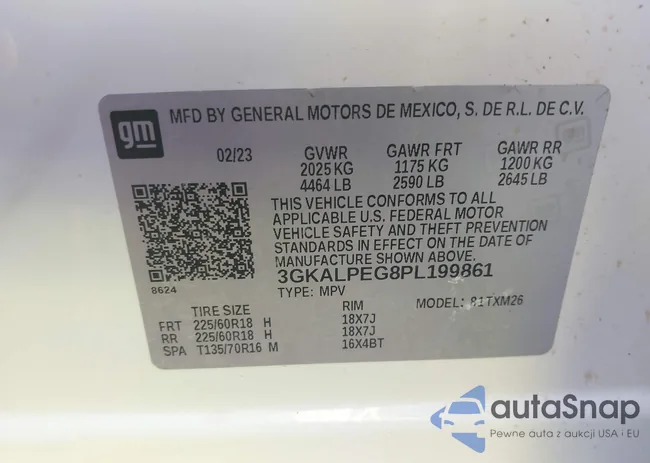 gm
MFD BY GENERAL MOTORS DE MEXICO, S. DE R.L. DE C.V.
02/23 GVWR GAWR FRT GAWR RR
2025 KG 1175 KG 1200 KG
4464 LB 2590 LB 2645 LB
THIS VEHICLE CONFORMS TO ALL
APPLICABLE U.S. FEDERAL MOTOR
VEHICLE SAFETY AND THEFT PREVENTION
STANDARDS IN EFFECT ON THE DATE OF
MANUFACTURE SHOWN ABOVE.
3GKALPEG8PL199861
8624 TYPE: MPV MODEL: 81TXM26
TIRE SIZE RIM
FRT 225/60R18 H 18X7J
RR 225/60R18 H 18X7J
SPA T135/70R16 M 16X4BT
autoSnap
Pewne auta z aukcji USA i EU